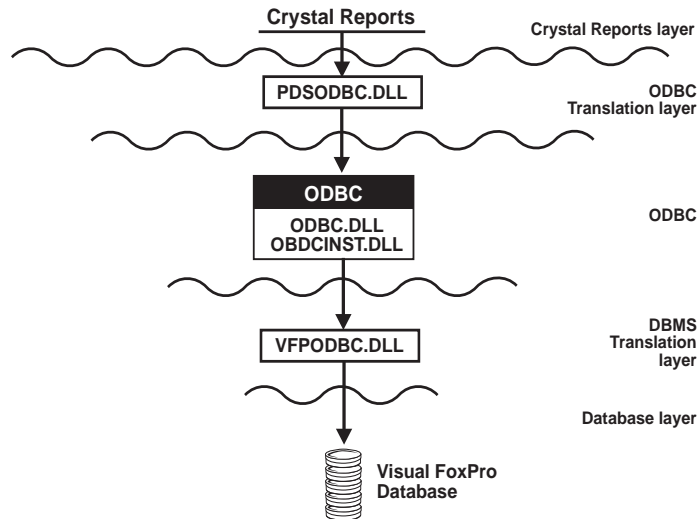 Crystal Reports
Crystal Reports layer
PDSODBC.DLL
ODBC
Translation layer
ODBC
ODBC.DLL
OBDCINST.DLL
ODBC
VFPODBC.DLL
DBMS
Translation
layer
Database layer
Visual FoxPro
Database